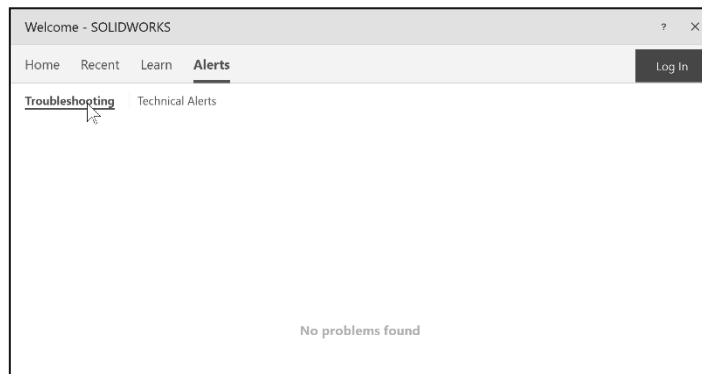 Welcome - SOLIDWORKS ?
Home Recent Learn Alerts Log In
Troubleshooting Technical Alerts
No problems found